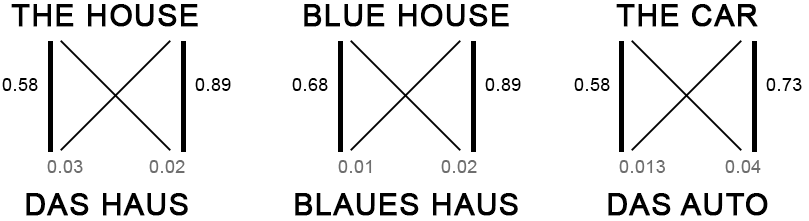 THE HOUSE BLUE HOUSE THE CAR
0.58 0.89 0.68 0.89 0.58 0.73
0.03 0.02 0.01 0.02 0.013 0.04
DAS HAUS BLAUES HAUS DAS AUTO